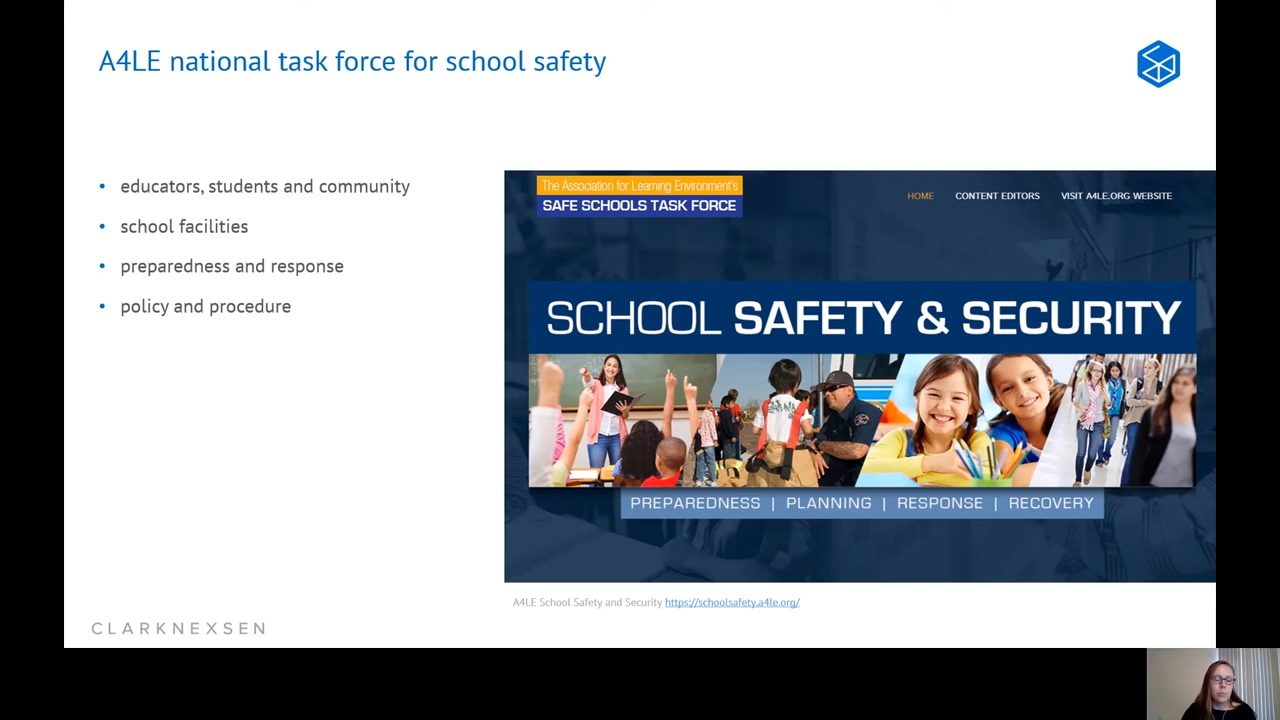 A4LE national task force for school safety
• educators, students and community
• school facilities
• preparedness and response
• policy and procedure
The Association for Learning Environment's
SAFE SCHOOLS TASK FORCE
HOME CONTENT EDITORS VISIT A4LE.ORG WEBSITE
SCHOOL SAFETY & SECURITY
PREPAREDNESS | PLANNING | RESPONSE | RECOVERY
A4LE School Safety and Security https://schoolsafety.a4le.org/
CLARKNEXSEN